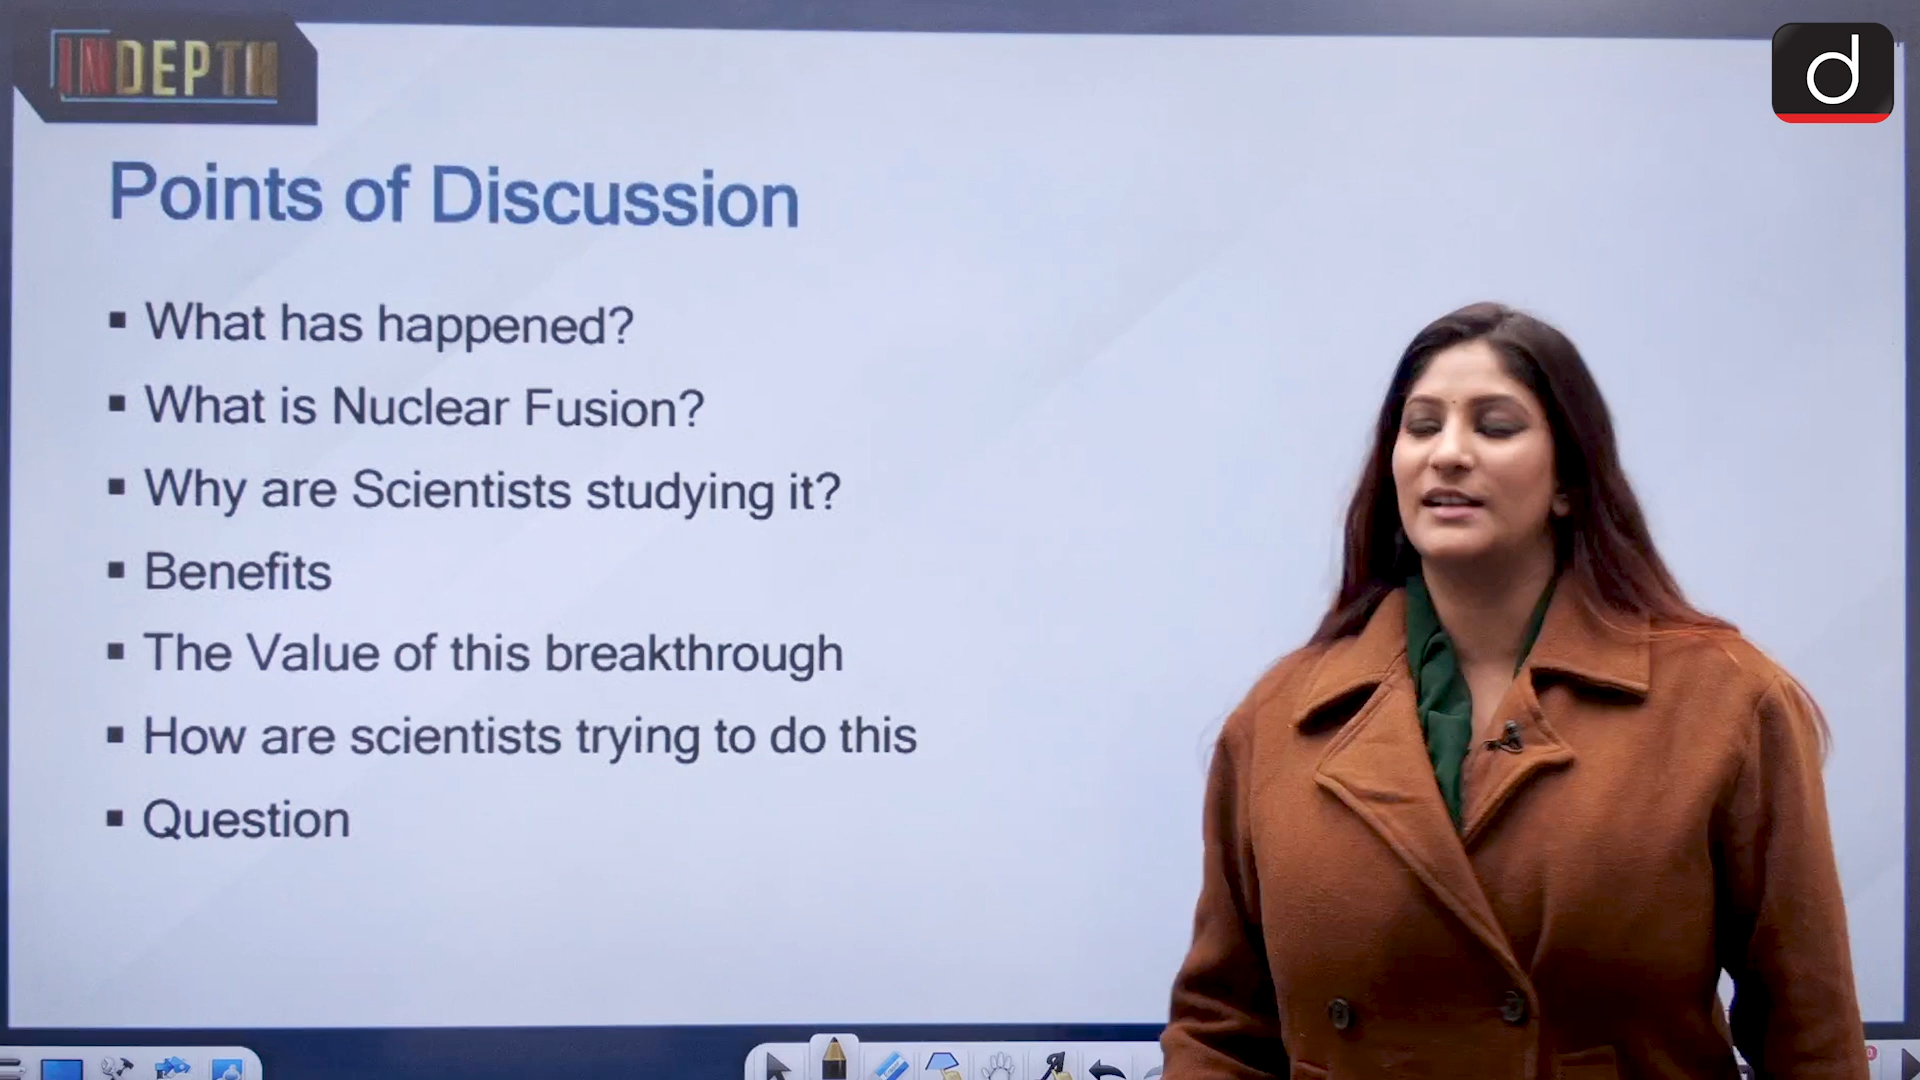 INDEPTH
d
Points of Discussion
▪ What has happened?
▪ What is Nuclear Fusion?
▪ Why are Scientists studying it?
▪ Benefits
▪ The Value of this breakthrough
▪ How are scientists trying to do this
▪ Question